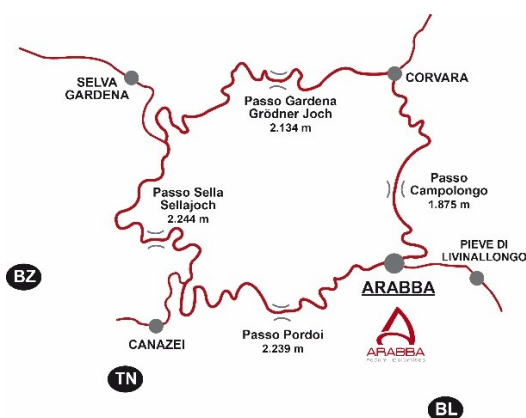 SELVA
GARDENA
CORVARA
Passo Gardena
Grödner Joch
2.134 m
Passo Sella
Sellajoch
2.244 m
Passo
Campolongo
1.875 m
PIEVE DI
LIVINALLONGO
BZ
ARABBA
CANAZEI
Passo Pordoi
2.239 m
ARABBA
TN
BL